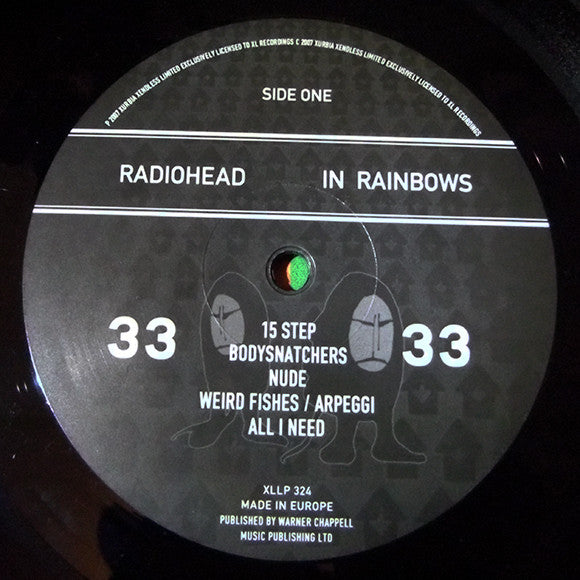 P 2007 XURBIA XENDLESS LIMITED EXCLUSIVELY LICENSED TO XL RECORDINGS C 2007 XURBIA XENDLESS LIMITED EXCLUSIVELY LICENSED TO XL RECORDINGS
SIDE ONE
RADIOHEAD IN RAINBOWS
33 33
15 STEP
BODYSNATCHERS
NUDE
WEIRD FISHES / ARPEGGI
ALL I NEED
XLLP 324
MADE IN EUROPE
PUBLISHED BY WARNER CHAPPELL
MUSIC PUBLISHING LTD